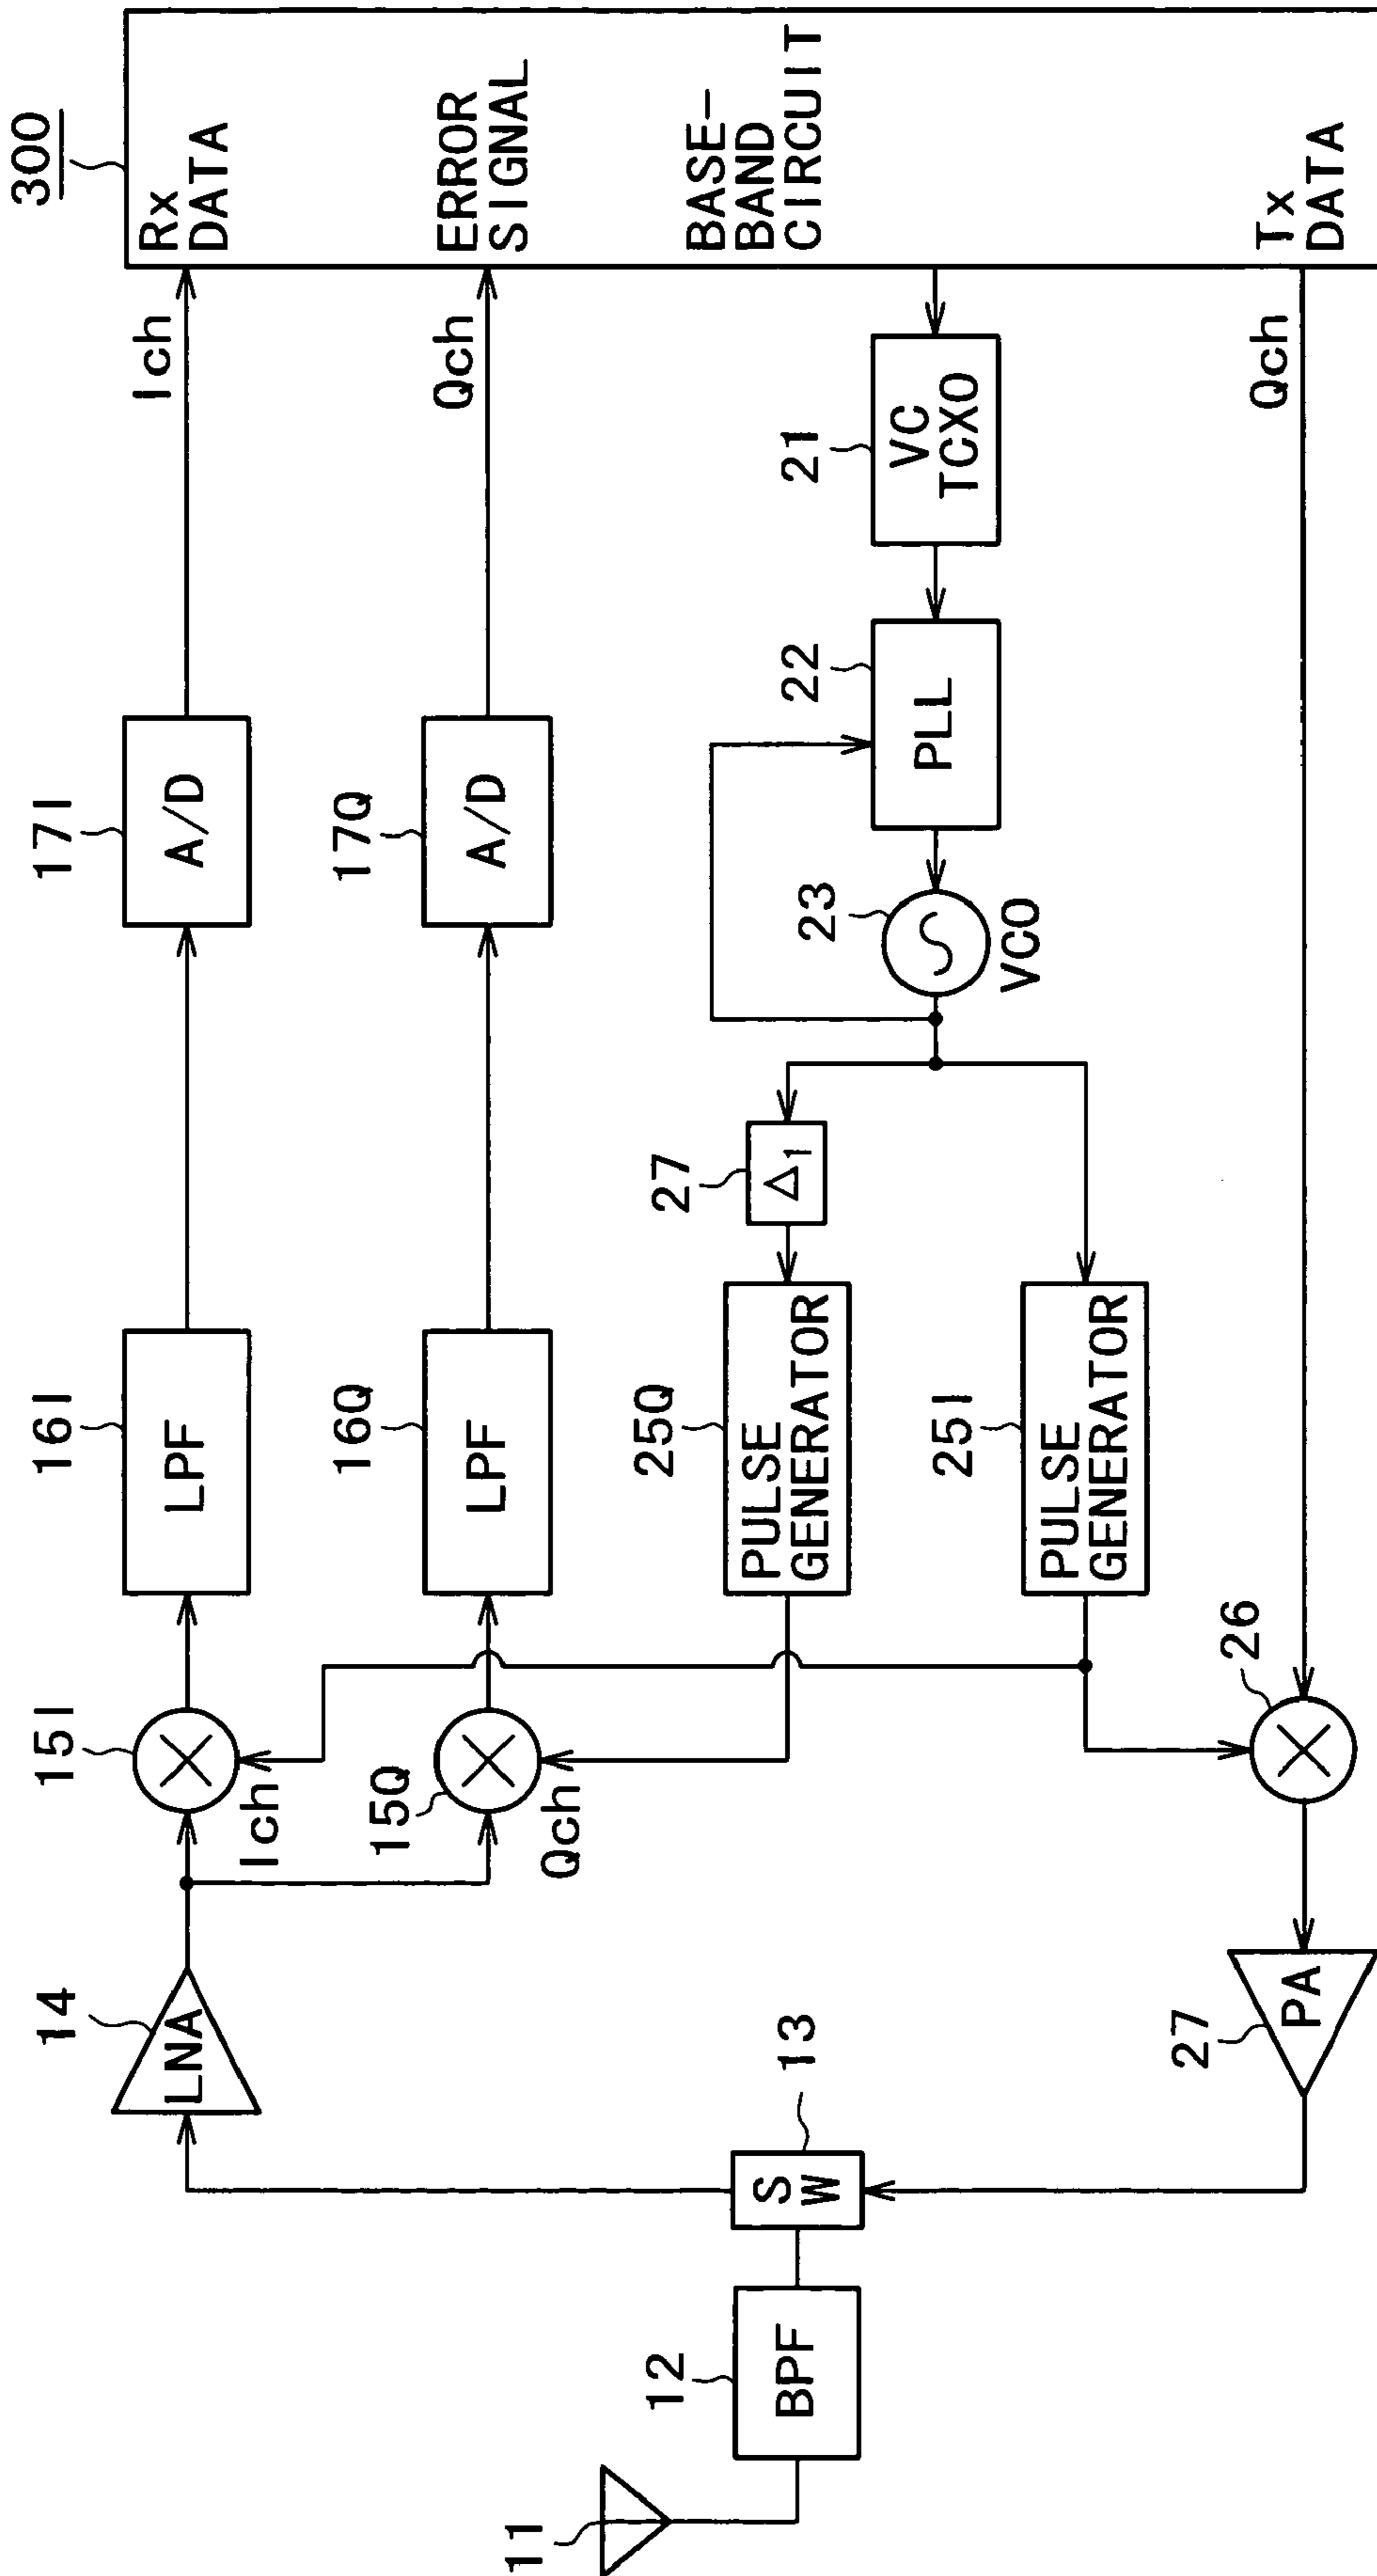 300
Rx
DATA
ERROR
SIGNAL
BASE-
BAND
CIRCUIT
Tx
DATA
Ich
Qch
Qch
17I
A/D
17Q
A/D
21
VC
TCXO
22
PLL
23
VCO
27
Δ1
16I
LPF
16Q
LPF
25Q
PULSE
GENERATOR
25I
PULSE
GENERATOR
15I
Ich
15Q
Qch
26
14
LNA
13
SW
27
PA
12
BPF
11